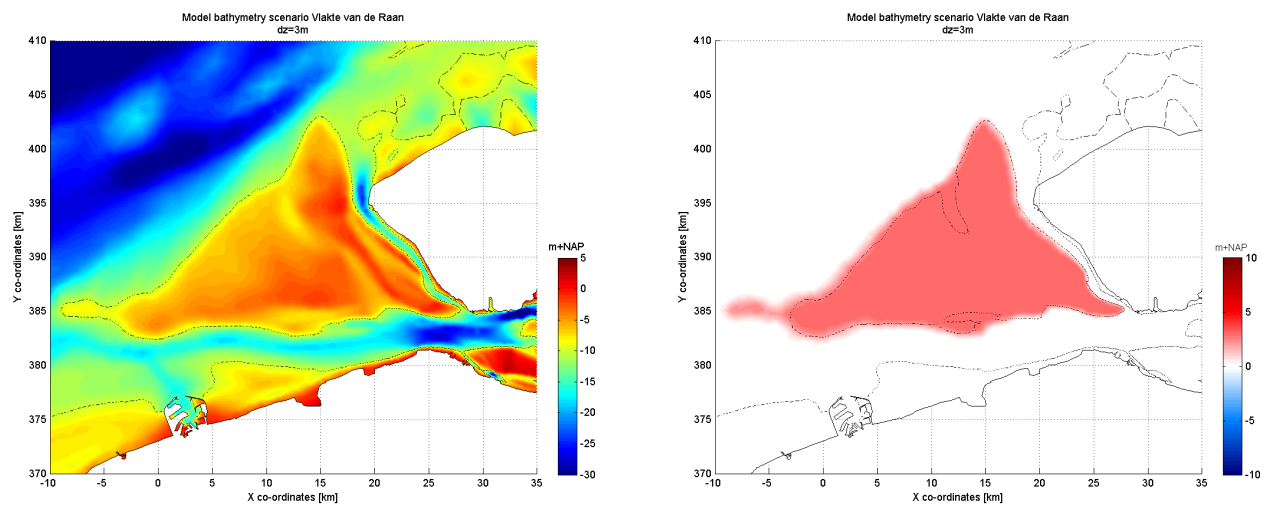 Model bathymetry scenario Vlakte van de Raan
dz=3m
410
405
400
395
390
385
380
375
370
Y co-ordinates [km]
-10 -5 0 5 10 15 20 25 30 35
X co-ordinates [km]
m+NAP
5
0
-5
-10
-15
-20
-25
-30
Model bathymetry scenario Vlakte van de Raan
dz=3m
410
405
400
395
390
385
380
375
370
Y co-ordinates [km]
-10 -5 0 5 10 15 20 25 30 35
X co-ordinates [km]
m+NAP
10
5
0
-5
-10